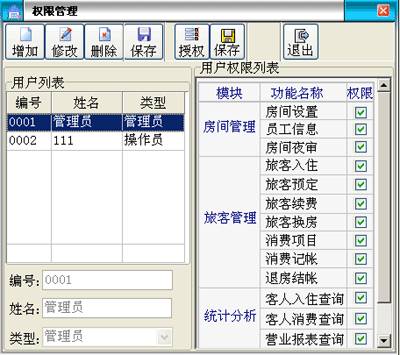 权限管理
增加 修改 删除 保存 授权 保存 退出
用户列表
编号 姓名 类型
0001 管理员 管理员
0002 111 操作员
编号: 0001
姓名: 管理员
类型: 管理员
用户权限列表
模块 功能名称 权限
房间管理
房间设置
员工信息
房间夜审
旅客管理
旅客入住
旅客预定
旅客续费
旅客换房
消费项目
消费记帐
退房结帐
统计分析
客人入住查询
客人消费查询
营业报表查询